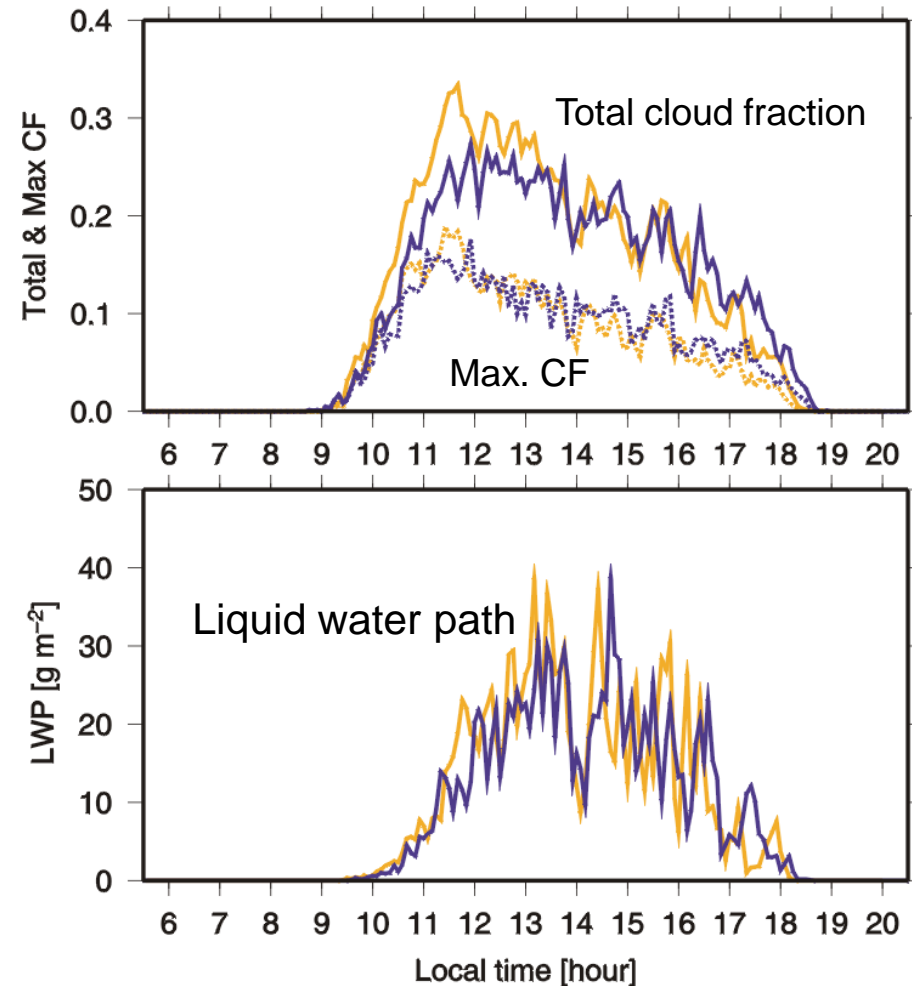 0.4
0.3
0.2
0.1
0.0
Total & Max CF
Total cloud fraction
Max. CF
6 7 8 9 10 11 12 13 14 15 16 17 18 19 20
50
40
30
20
10
0
LWP [g m⁻²]
Liquid water path
6 7 8 9 10 11 12 13 14 15 16 17 18 19 20
Local time [hour]